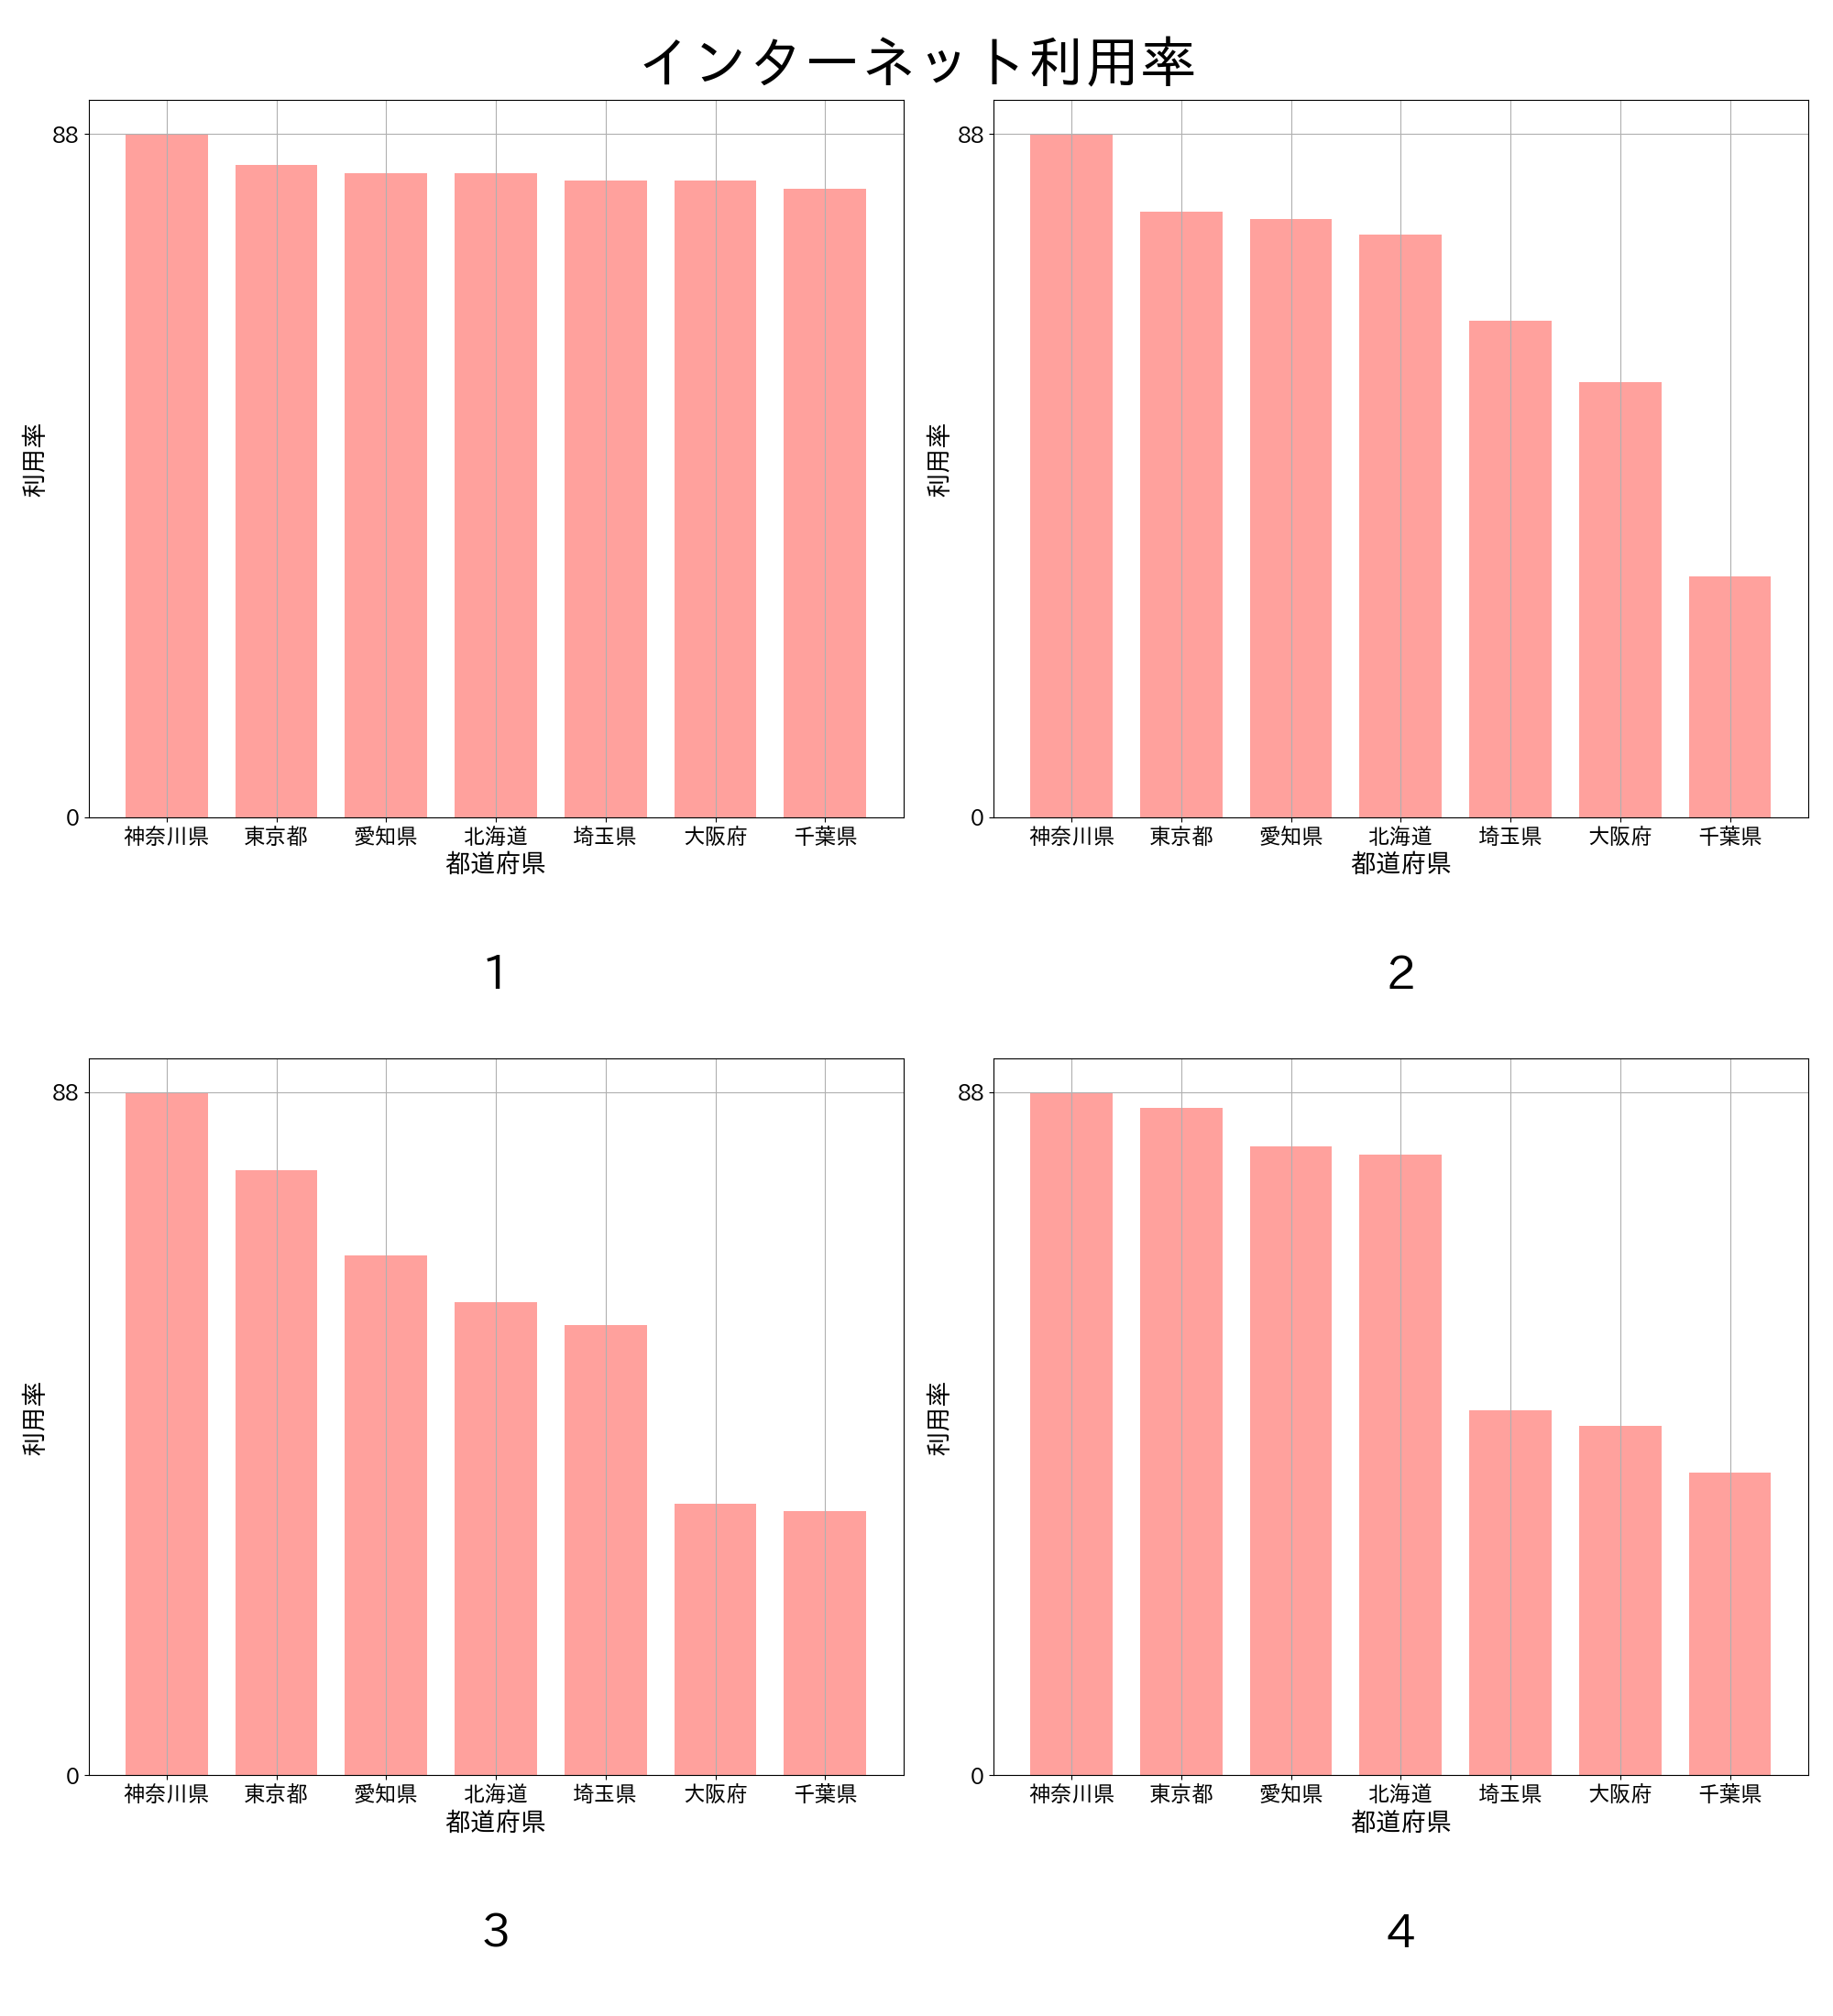 インターネット利用率
88
0
利用率
神奈川県 東京都 愛知県 北海道 埼玉県 大阪府 千葉県
都道府県
1
88
0
利用率
神奈川県 東京都 愛知県 北海道 埼玉県 大阪府 千葉県
都道府県
2
88
0
利用率
神奈川県 東京都 愛知県 北海道 埼玉県 大阪府 千葉県
都道府県
3
88
0
利用率
神奈川県 東京都 愛知県 北海道 埼玉県 大阪府 千葉県
都道府県
4